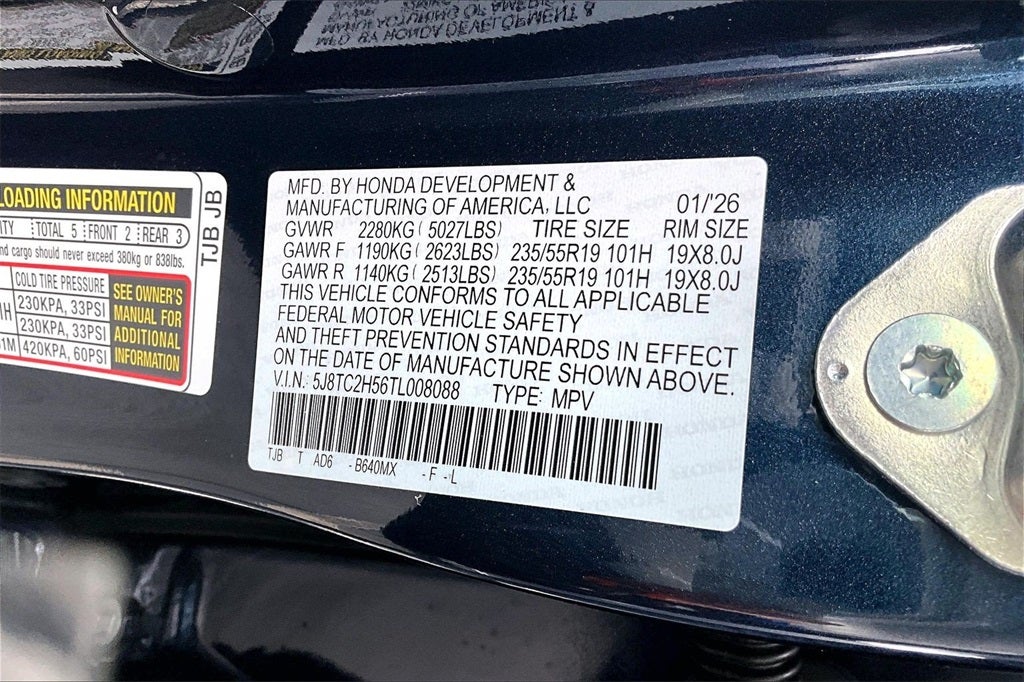 LOADING INFORMATION
TOTAL 5 FRONT 2 REAR 3
and cargo should never exceed 380kg or 838lbs.
COLD TIRE PRESSURE
230KPA, 33PSI
230KPA, 33PSI
420KPA, 60PSI
SEE OWNER'S
MANUAL FOR
ADDITIONAL
INFORMATION
TJB JB
MFD. BY HONDA DEVELOPMENT &
MANUFACTURING OF AMERICA, LLC 01/'26
GVWR 2280KG ( 5027LBS) TIRE SIZE RIM SIZE
GAWR F 1190KG ( 2623LBS) 235/55R19 101H 19X8.0J
GAWR R 1140KG ( 2513LBS) 235/55R19 101H 19X8.0J
THIS VEHICLE CONFORMS TO ALL APPLICABLE
FEDERAL MOTOR VEHICLE SAFETY
AND THEFT PREVENTION STANDARDS IN EFFECT
ON THE DATE OF MANUFACTURE SHOWN ABOVE.
V.I.N.: 5J8TC2H56TL008088 TYPE: MPV
TJB T AD6 -B640MX -F -L